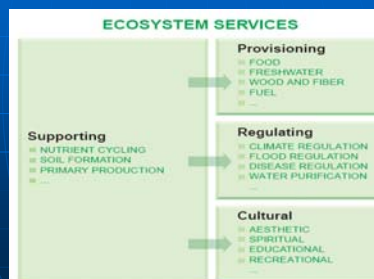 ECOSYSTEM SERVICES
Supporting
NUTRIENT CYCLING
SOIL FORMATION
PRIMARY PRODUCTION
...
Provisioning
FOOD
FRESHWATER
WOOD AND FIBER
FUEL
...
Regulating
CLIMATE REGULATION
FLOOD REGULATION
DISEASE REGULATION
WATER PURIFICATION
...
Cultural
AESTHETIC
SPIRITUAL
EDUCATIONAL
RECREATIONAL
...